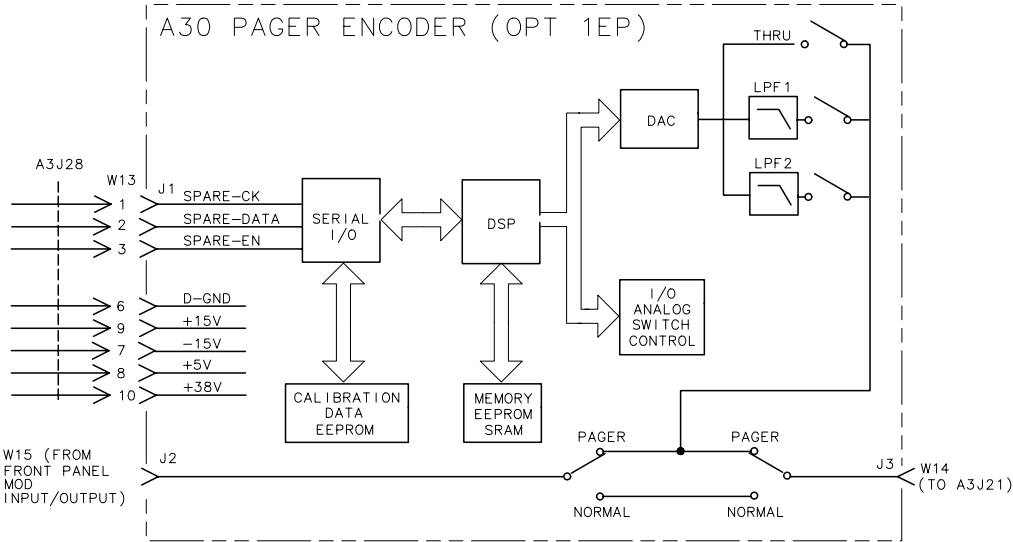 A30 PAGER ENCODER (OPT 1EP)
THRU
LPF1
LPF2
DAC
A3J28
W13
J1
1
SPARE-CK
2
SPARE-DATA
3
SPARE-EN
SERIAL
I/O
DSP
6
D-GND
9
+15V
7
-15V
8
+5V
10
+38V
I/O
ANALOG
SWITCH
CONTROL
CALIBRATION
DATA
EEPROM
MEMORY
EEPROM
SRAM
PAGER
PAGER
W15 (FROM
FRONT PANEL
MOD
INPUT/OUTPUT)
J2
J3
W14
(TO A3J21)
NORMAL
NORMAL